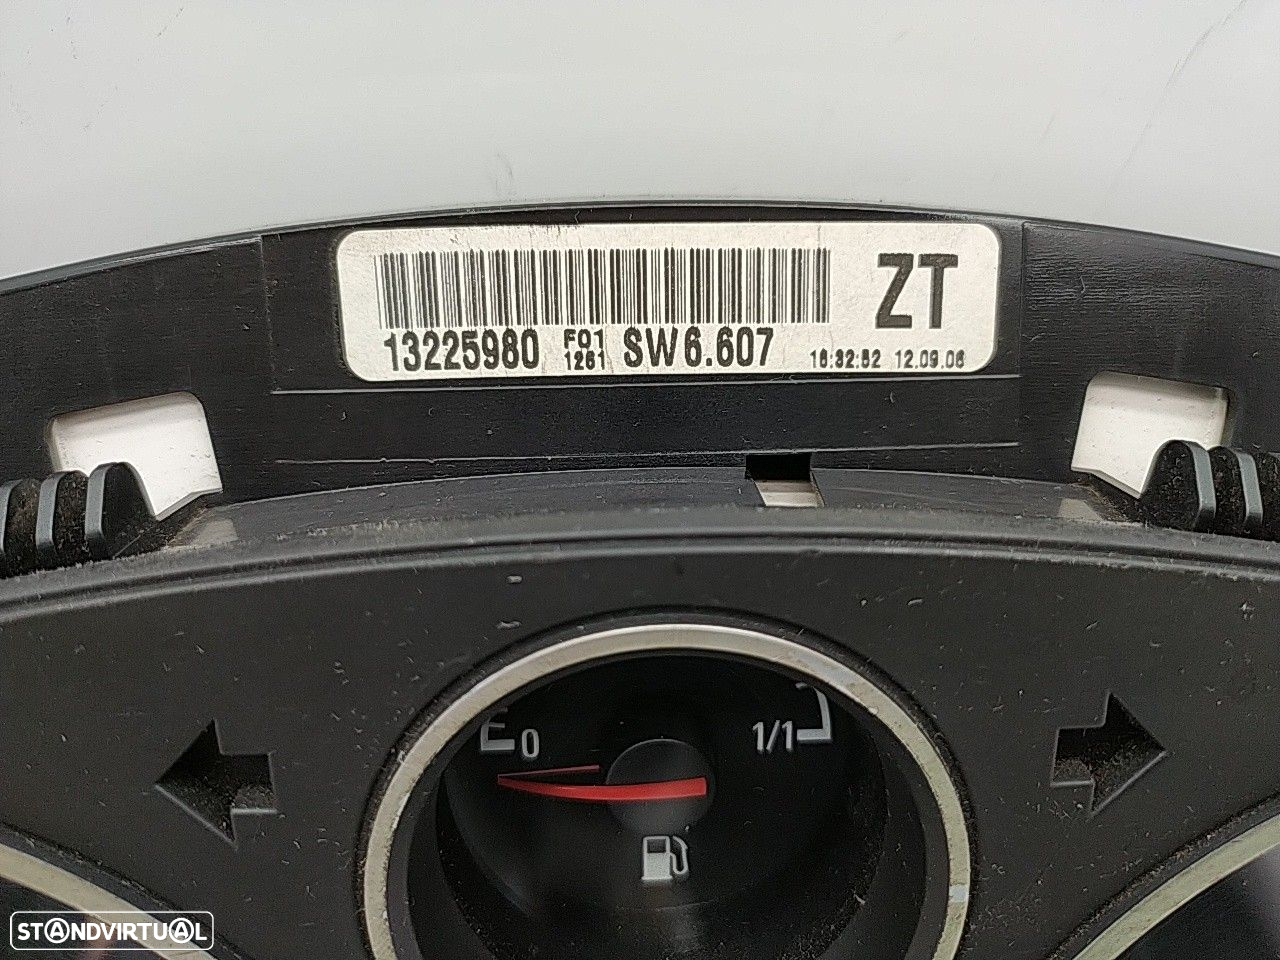 ZT
13225980 F01 1261 SW6.607 16:32:52 12.09.06
0 1/1
STANDVIRTUAL